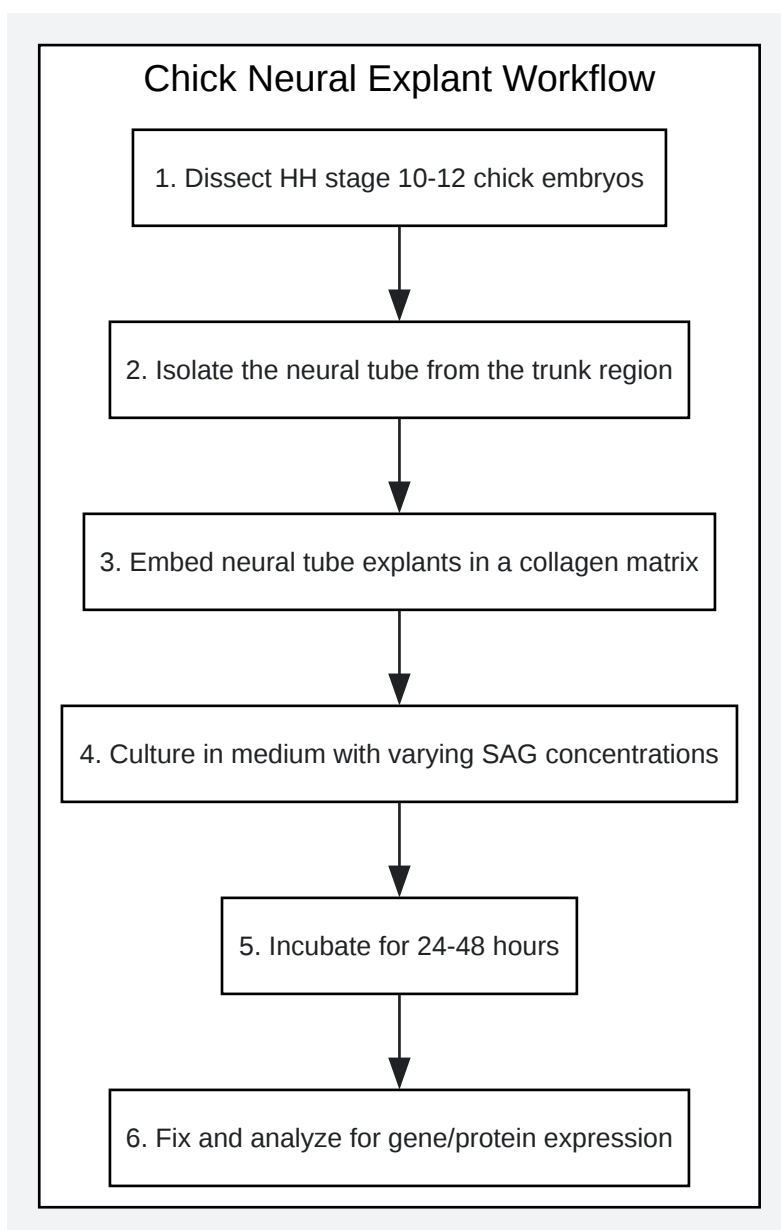 Chick Neural Explant Workflow
1. Dissect HH stage 10-12 chick embryos
2. Isolate the neural tube from the trunk region
3. Embed neural tube explants in a collagen matrix
4. Culture in medium with varying SAG concentrations
5. Incubate for 24-48 hours
6. Fix and analyze for gene/protein expression